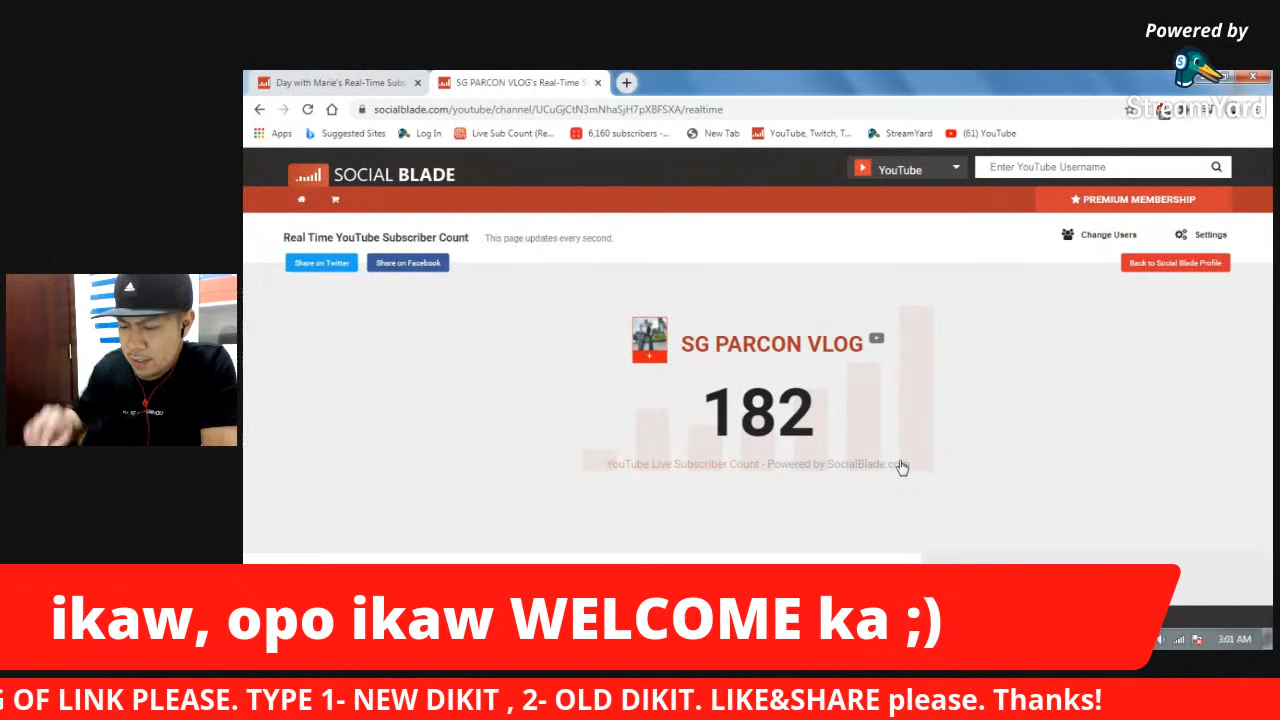 Powered by
StreamYard
Day with Marie's Real-Time Subs
SG PARCON VLOG's Real-Time S
socialblade.com/youtube/channel/UCuGjCtN3mNhaSjH7pXBFSXA/realtime
Apps
Suggested Sites
Log In
Live Sub Count (Re...
6,160 subscribers -...
New Tab
YouTube, Twitch, T...
StreamYard
(61) YouTube
SOCIAL BLADE
YouTube
Enter YouTube Username
PREMIUM MEMBERSHIP
Real Time YouTube Subscriber Count
This page updates every second.
Change Users
Settings
Share on Twitter
Share on Facebook
Back to Social Blade Profile
SG PARCON VLOG
182
YouTube Live Subscriber Count - Powered by SocialBlade.com
ikaw, opo ikaw WELCOME ka ;)
3:01 AM
G OF LINK PLEASE. TYPE 1- NEW DIKIT , 2- OLD DIKIT. LIKE&SHARE please. Thanks!